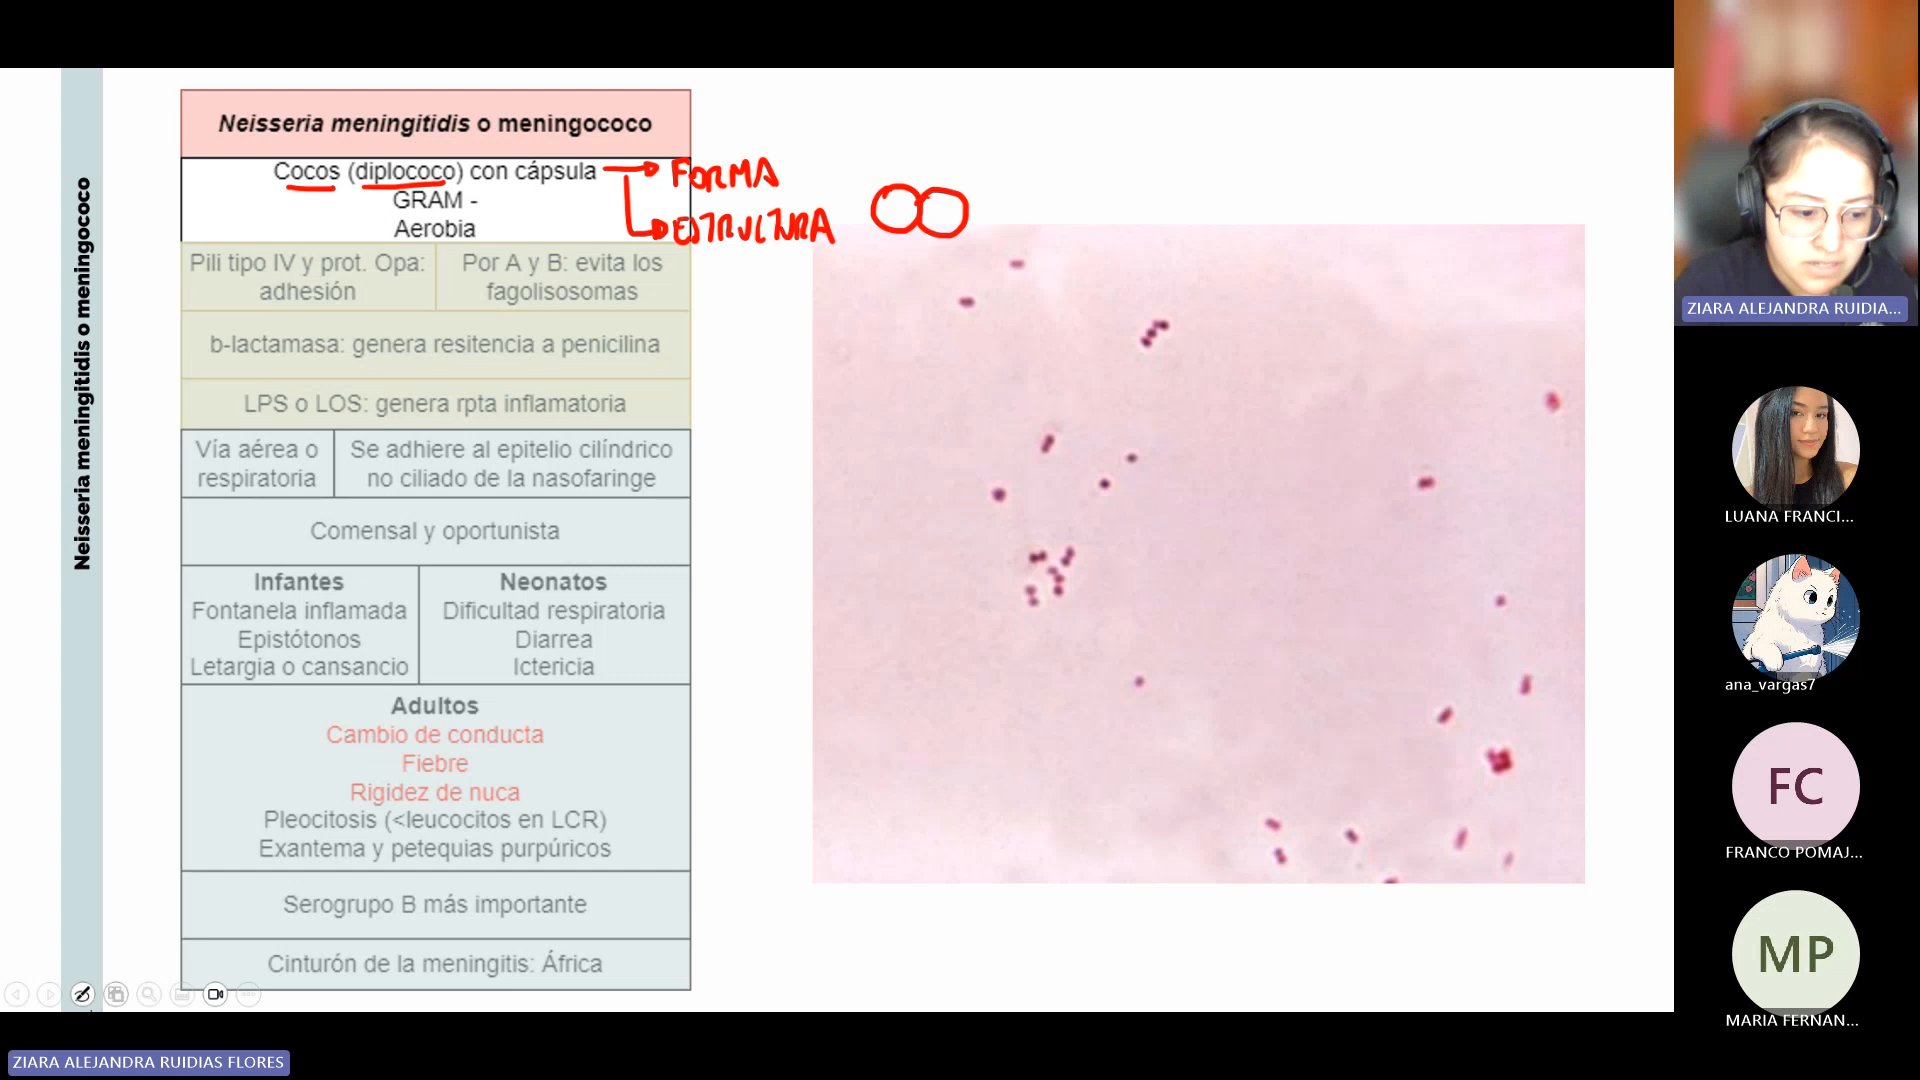 Neisseria meningitidis o meningococo
Neisseria meningitidis o meningococo
Cocos (diplococo) con cápsula
GRAM -
Aerobia
FORMA
ESTRUCTURA
Pili tipo IV y prot. Opa:
adhesión
Por A y B: evita los
fagolisosomas
b-lactamasa: genera resitencia a penicilina
LPS o LOS: genera rpta inflamatoria
Vía aérea o
respiratoria
Se adhiere al epitelio cilíndrico
no ciliado de la nasofaringe
Comensal y oportunista
Infantes
Fontanela inflamada
Epistótonos
Letargia o cansancio
Neonatos
Dificultad respiratoria
Diarrea
Ictericia
Adultos
Cambio de conducta
Fiebre
Rigidez de nuca
Pleocitosis (<leucocitos en LCR)
Exantema y petequias purpúricos
Serogrupo B más importante
Cinturón de la meningitis: África
ZIARA ALEJANDRA RUIDIA...
LUANA FRANCI...
ana_vargas7
FC
FRANCO POMAJ...
MP
MARIA FERNAN...
ZIARA ALEJANDRA RUIDIAS FLORES